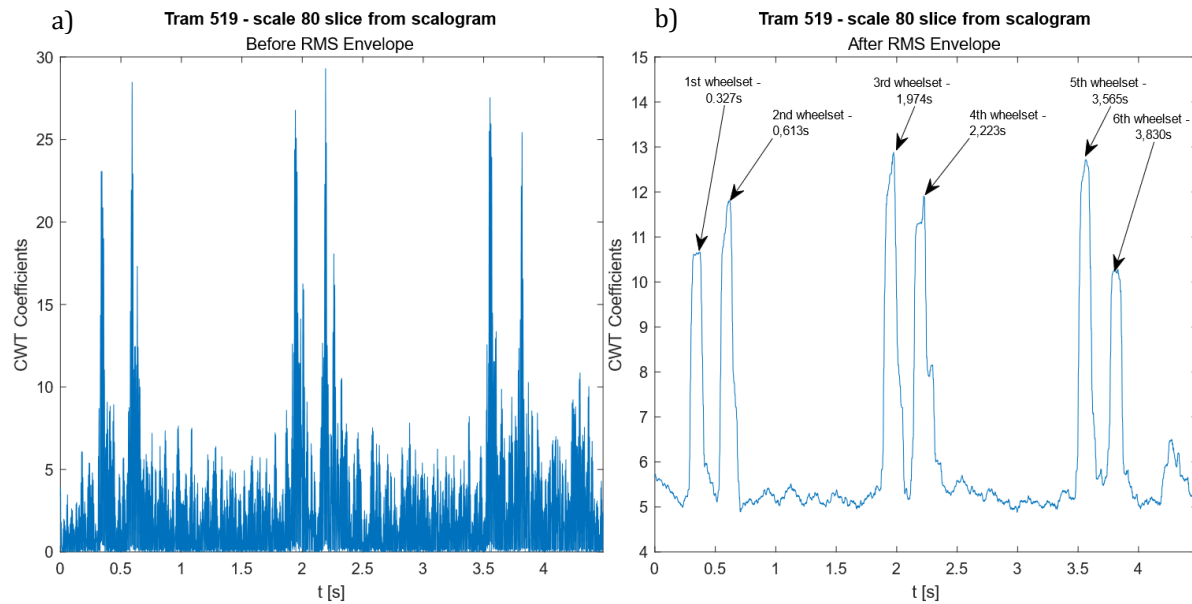 a)
Tram 519 - scale 80 slice from scalogram
Before RMS Envelope
30
25
20
15
10
5
0
CWT Coefficients
0 0.5 1 1.5 2 2.5 3 3.5 4
t [s]
b)
Tram 519 - scale 80 slice from scalogram
After RMS Envelope
15
14
13
12
11
10
9
8
7
6
5
4
CWT Coefficients
1st wheelset -
0.327s
2nd wheelset -
0,613s
3rd wheelset -
1,974s
4th wheelset -
2,223s
5th wheelset -
3,565s
6th wheelset -
3,830s
0 0.5 1 1.5 2 2.5 3 3.5 4
t [s]